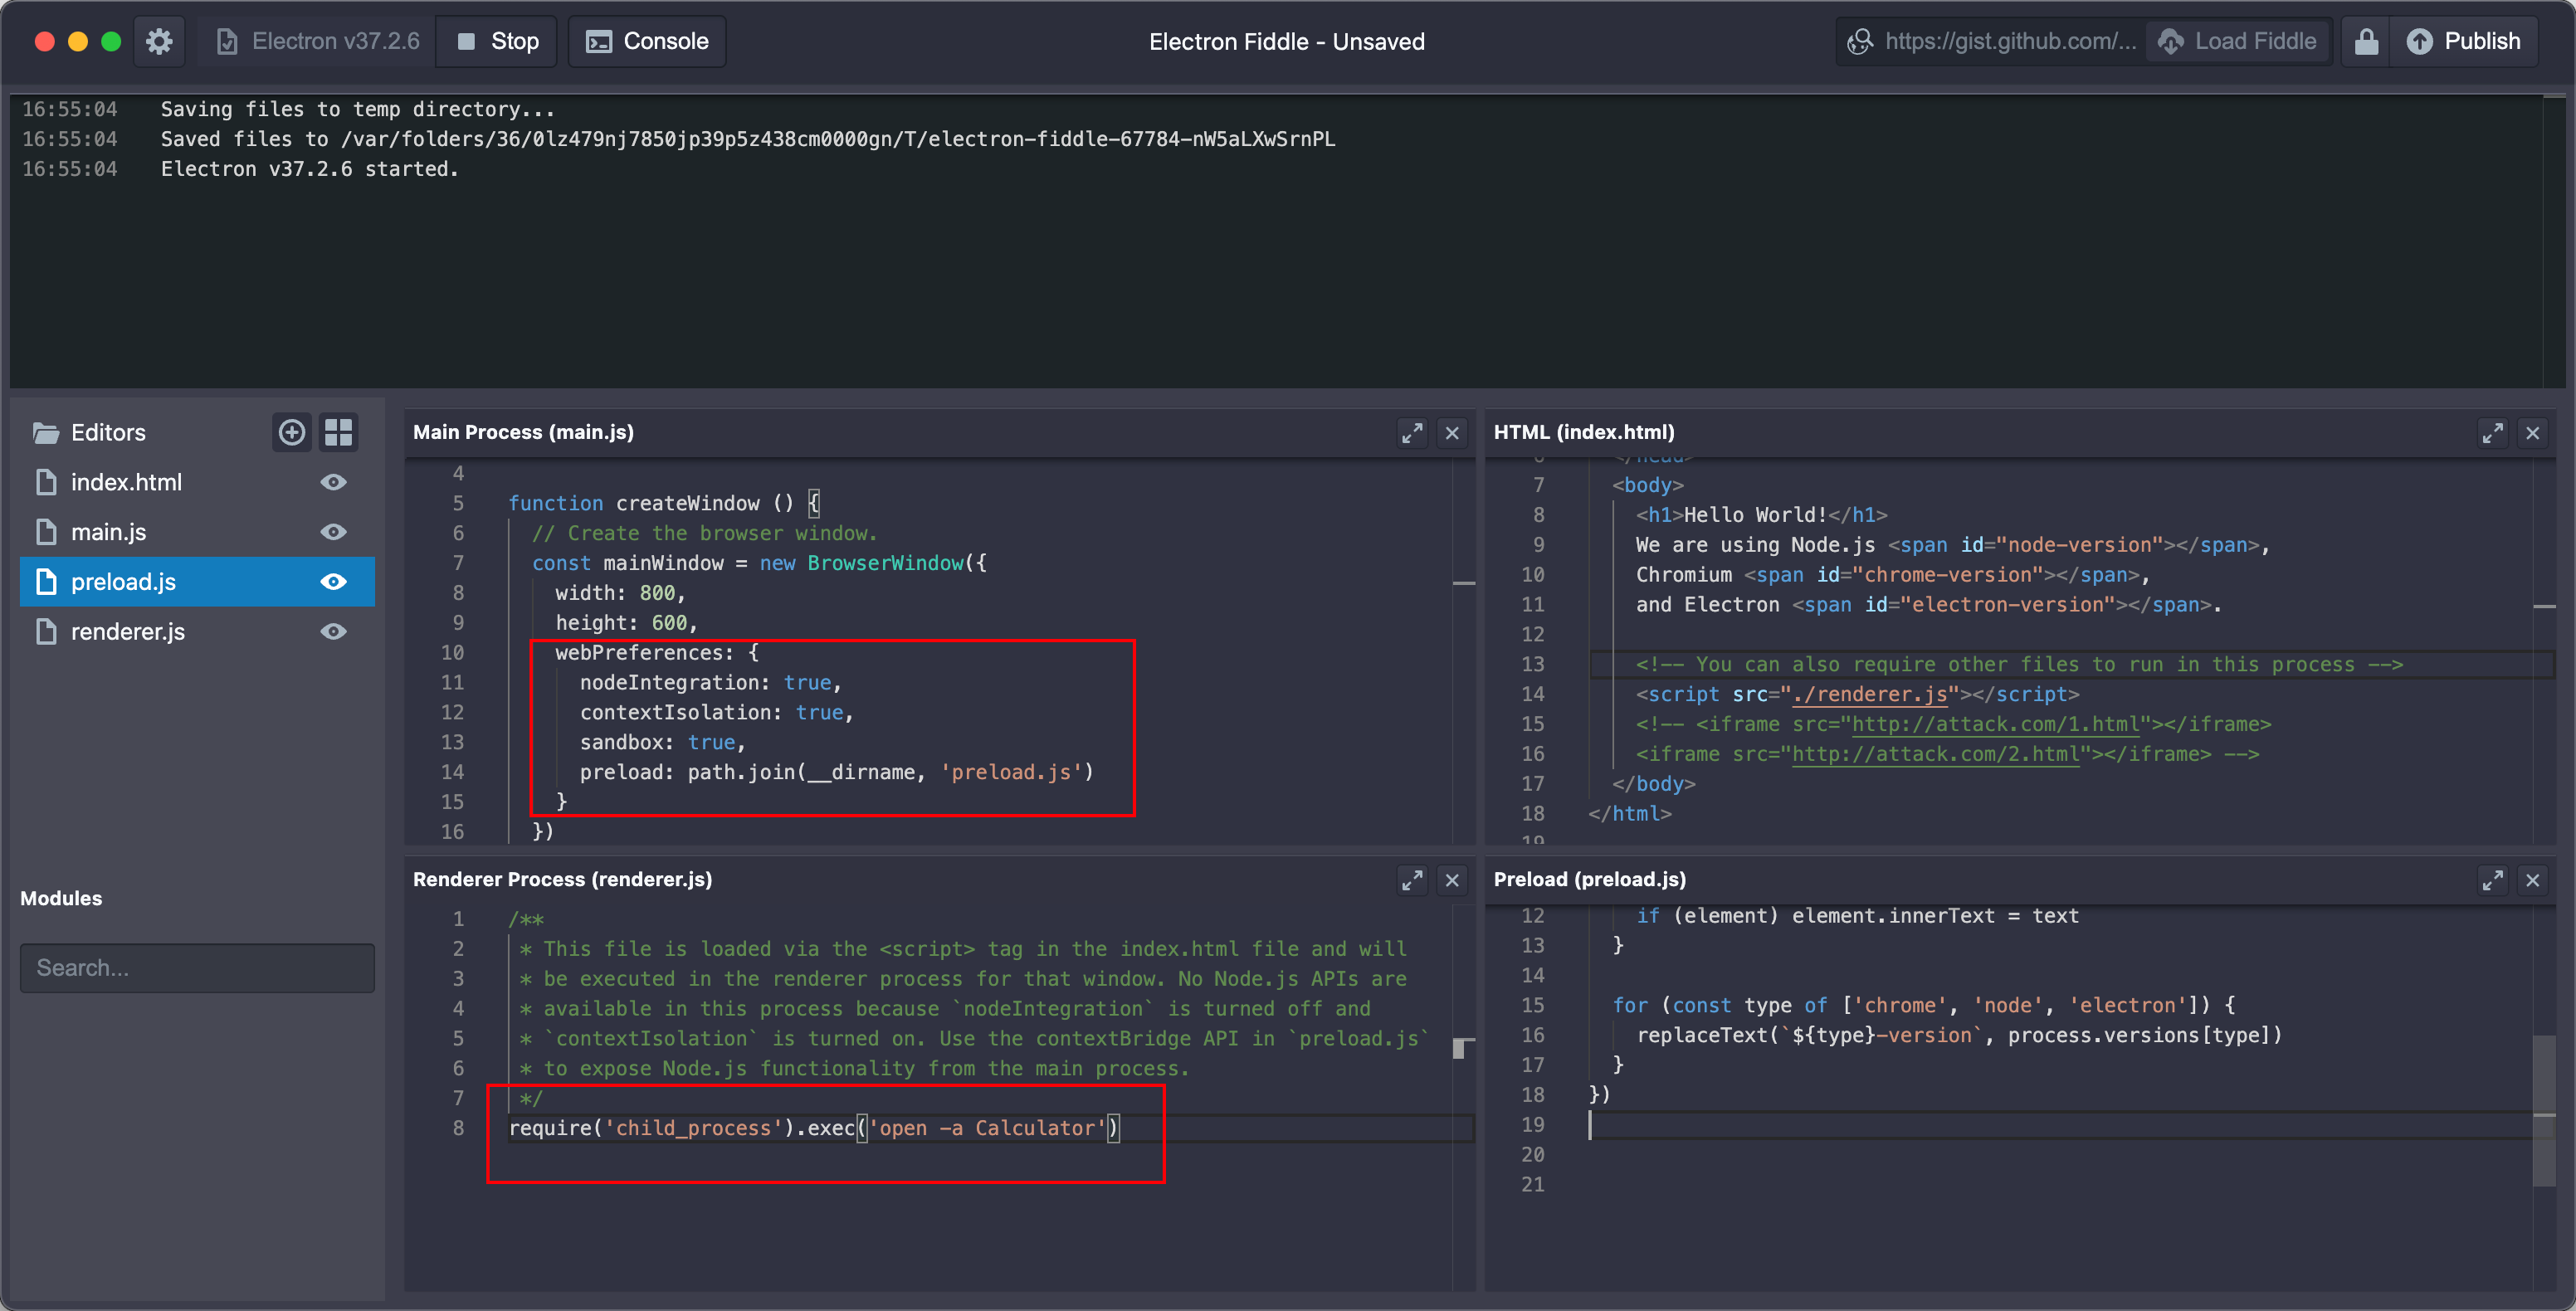 Electron v37.2.6 Stop Console Electron Fiddle - Unsaved https://gist.github.com/... Load Fiddle Publish
16:55:04 Saving files to temp directory...
16:55:04 Saved files to /var/folders/36/0lz479nj7850jp39p5z438cm0000gn/T/electron-fiddle-67784-nW5aLXwSrnPL
16:55:04 Electron v37.2.6 started.
Editors
index.html
main.js
preload.js
renderer.js
Modules
Search...
Main Process (main.js)
4
5 function createWindow () {
6 // Create the browser window.
7 const mainWindow = new BrowserWindow({
8 width: 800,
9 height: 600,
10 webPreferences: {
11 nodeIntegration: true,
12 contextIsolation: true,
13 sandbox: true,
14 preload: path.join(__dirname, 'preload.js')
15 }
16 })
HTML (index.html)
6 </head>
7 <body>
8 <h1>Hello World!</h1>
9 We are using Node.js <span id="node-version"></span>,
10 Chromium <span id="chrome-version"></span>,
11 and Electron <span id="electron-version"></span>.
12
13 <!-- You can also require other files to run in this process -->
14 <script src="./renderer.js"></script>
15 <!-- <iframe src="http://attack.com/1.html"></iframe>
16 <iframe src="http://attack.com/2.html"></iframe> -->
17 </body>
18 </html>
19
Renderer Process (renderer.js)
1 /**
2 * This file is loaded via the <script> tag in the index.html file and will
3 * be executed in the renderer process for that window. No Node.js APIs are
4 * available in this process because `nodeIntegration` is turned off and
5 * `contextIsolation` is turned on. Use the contextBridge API in `preload.js`
6 * to expose Node.js functionality from the main process.
7 */
8 require('child_process').exec('open -a Calculator')
Preload (preload.js)
12 if (element) element.innerText = text
13 }
14
15 for (const type of ['chrome', 'node', 'electron']) {
16 replaceText(`${type}-version`, process.versions[type])
17 }
18 })
19
20
21